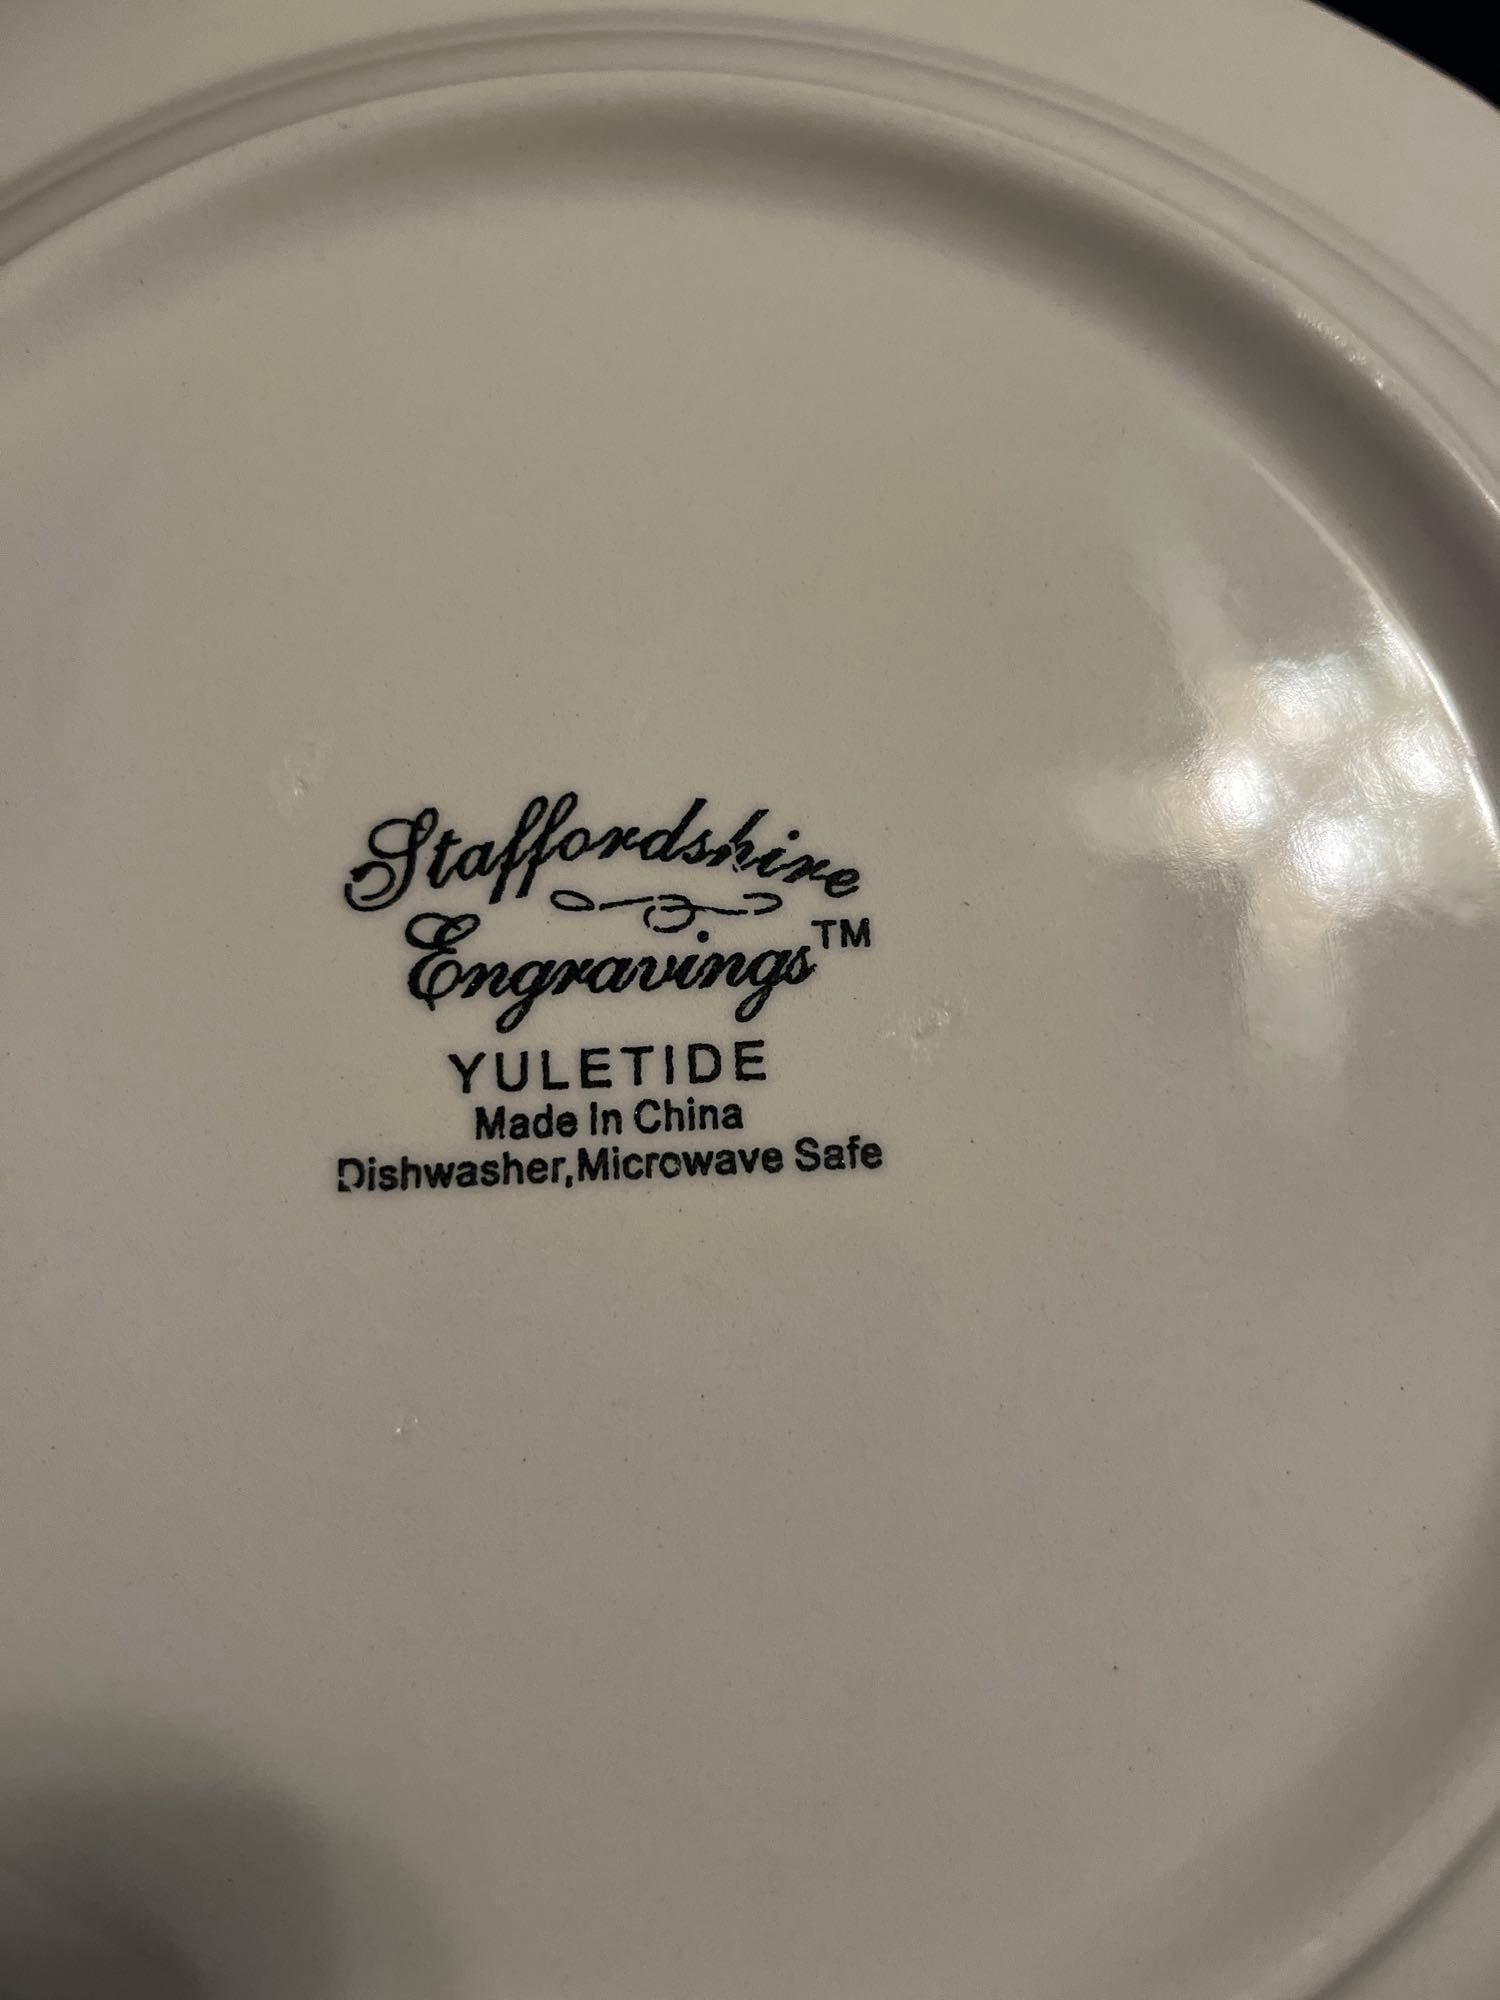 Staffordshire
Engravings™
YULETIDE
Made In China
Dishwasher,Microwave Safe